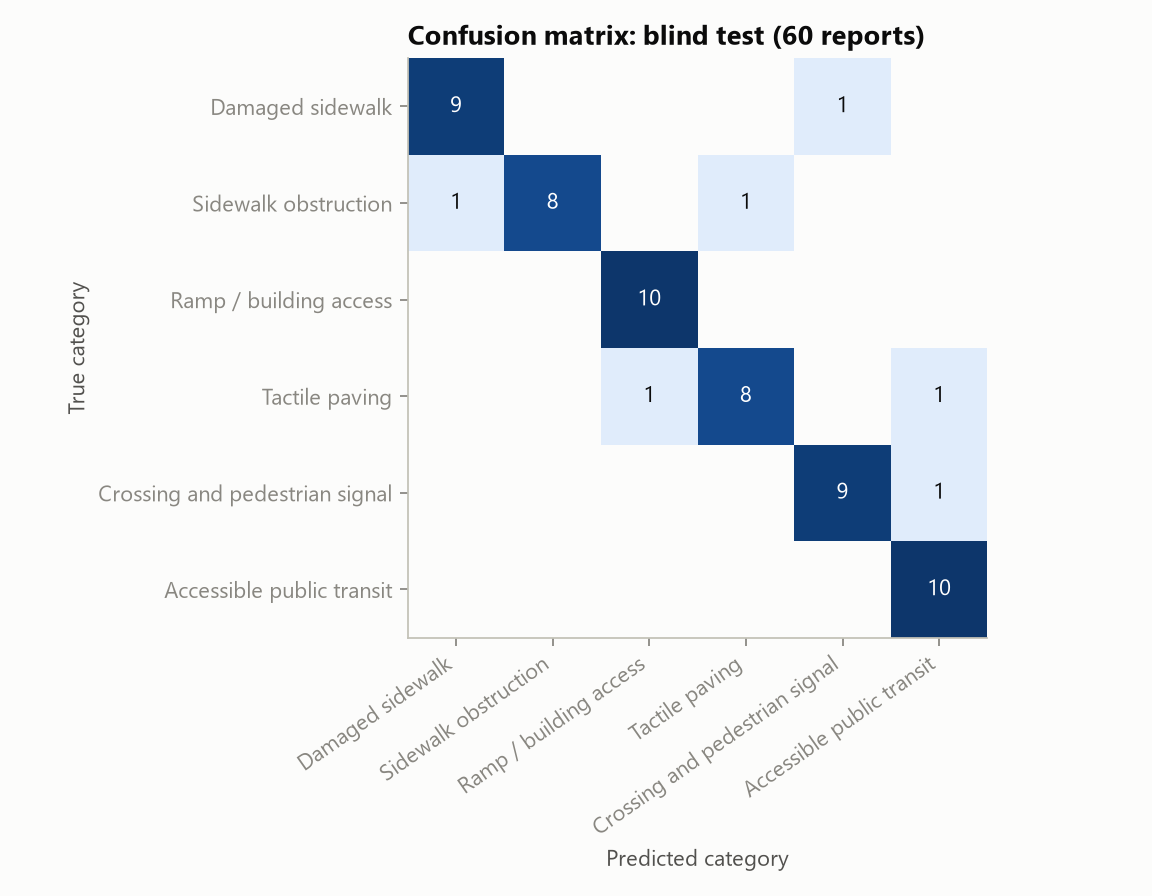 Confusion matrix: blind test (60 reports)
True category
Damaged sidewalk
9
1
Sidewalk obstruction
1
8
1
Ramp / building access
10
Tactile paving
1
8
1
Crossing and pedestrian signal
9
1
Accessible public transit
10
Damaged sidewalk
Sidewalk obstruction
Ramp / building access
Tactile paving
Crossing and pedestrian signal
Accessible public transit
Predicted category